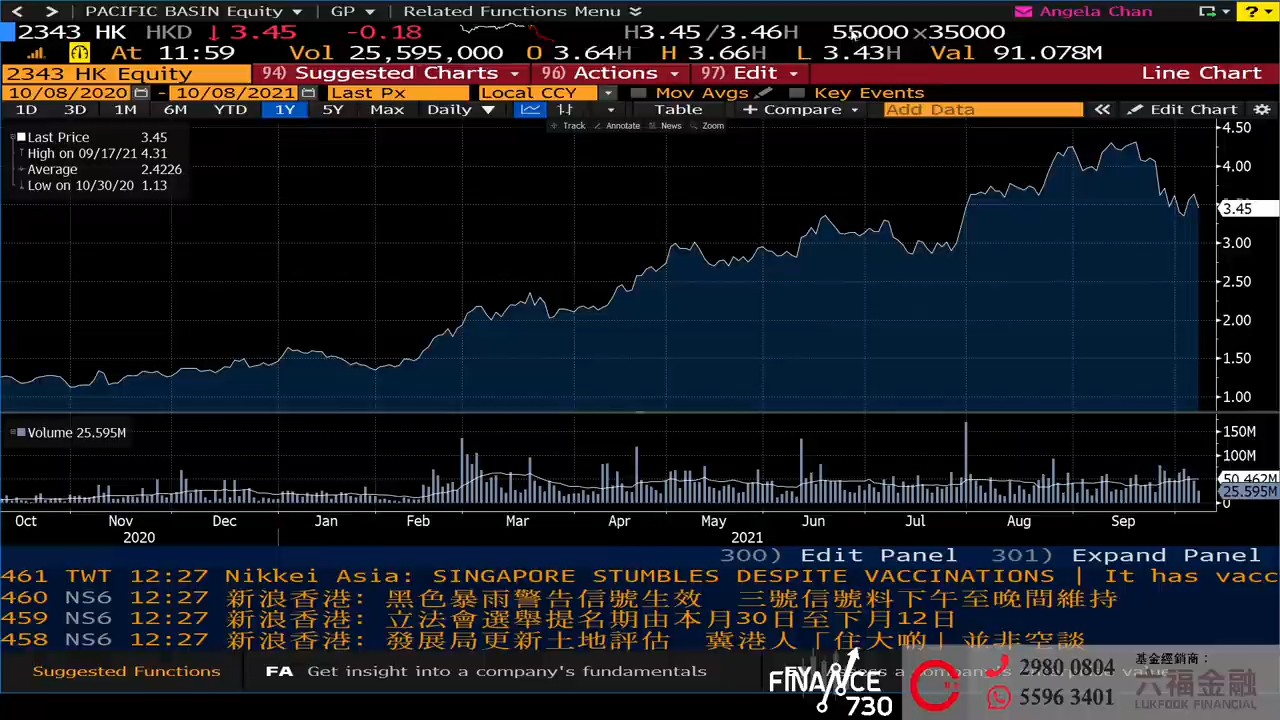 PACIFIC BASIN Equity GP Related Functions Menu Angela Chan ?
2343 HK HKD 3.45 -0.18 H3.45 /3.46H 55000x35000
At 11:59 Vol 25,595,000 O 3.64H H 3.66H L 3.43H Val 91.078M
2343 HK Equity 94) Suggested Charts 96) Actions 97) Edit Line Chart
10/08/2020 - 10/08/2021 Last Px Local CCY Mov Avgs Key Events
1D 3D 1M 6M YTD 1Y 5Y Max Daily Table + Compare Add Data « Edit Chart
Track Annotate News Zoom
Last Price 3.45
High on 09/17/21 4.31
Average 2.4226
Low on 10/30/20 1.13
4.50
4.00
3.45
3.00
2.50
2.00
1.50
1.00
Volume 25.595M
150M
100M
50.462M
25.595M
0
Oct Nov Dec Jan Feb Mar Apr May Jun Jul Aug Sep
2020 2021
300) Edit Panel 301) Expand Panel
461 TWT 12:27 Nikkei Asia: SINGAPORE STUMBLES DESPITE VACCINATIONS | It has vacc
460 NS6 12:27 新浪香港: 黑色暴雨警告信號生效 三號信號料下午至晚間維持
459 NS6 12:27 新浪香港: 立法會選舉提名期由本月30日至下月12日
458 NS6 12:27 新浪香港: 發展局更新土地評估 冀港人「住大啲」並非空談
Suggested Functions FA Get insight into a company's fundamentals
FINANCE
730
2980 0804
5596 3401
基金經銷商：
六福金融
LUKFOOK FINANCIAL